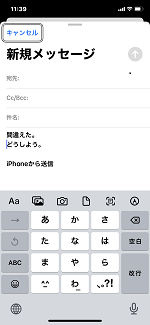 11:39
キャンセル
新規メッセージ
宛先:
Cc/Bcc:
件名:
間違えた。
どうしよう。
iPhoneから送信
Aa
→ あ か さ
た な は 空白
ABC ま や ら 改行
^^ わ 、。?!